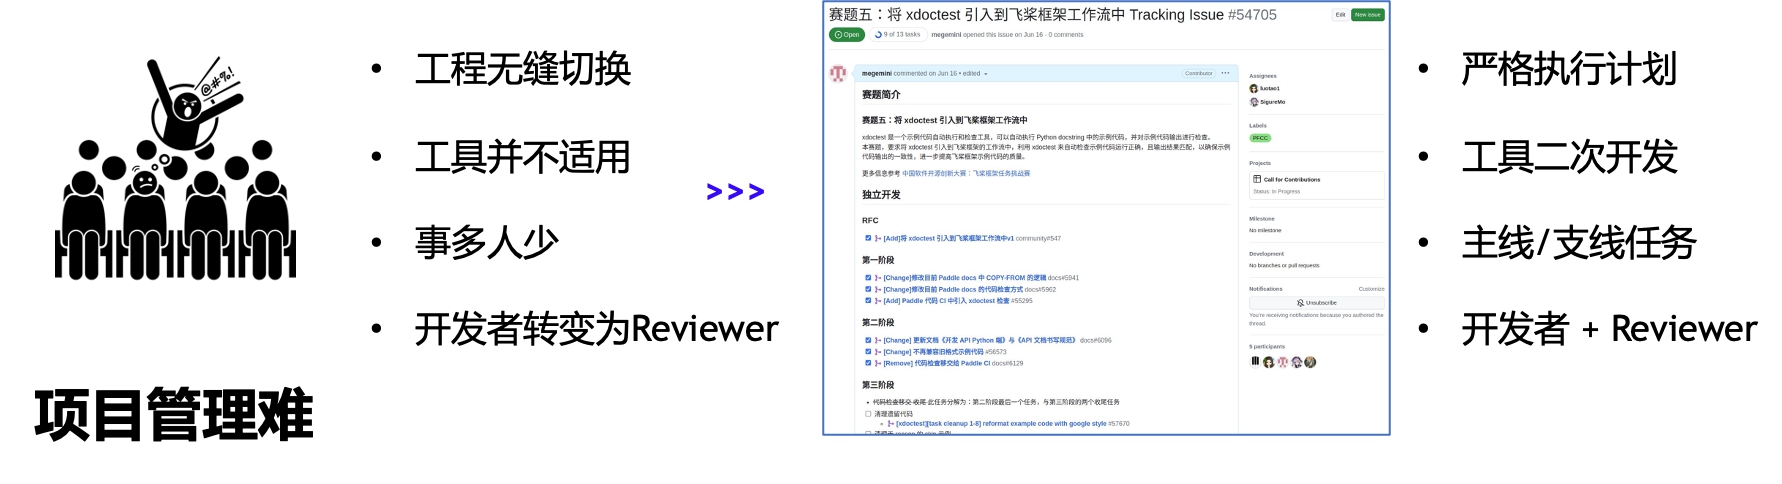 @#%!
项目管理难
• 工程无缝切换
• 工具并不适用
• 事多人少
• 开发者转变为Reviewer
>>>
赛题五：将 xdoctest 引入到飞桨框架工作流中 Tracking Issue #54705
Edit
New issue
Open
9 of 13 tasks
megemini opened this issue on Jun 16 · 0 comments
megemini commented on Jun 16 • edited
Contributor
赛题简介
赛题五：将 xdoctest 引入到飞桨框架工作流中
xdoctest 是一个示例代码自动执行和检查工具，可以自动执行 Python docstring 中的示例代码，并对示例代码输出进行检查。
本赛题，要求将 xdoctest 引入到飞桨框架的工作流中，利用 xdoctest 来自动检查示例代码运行正确，且输出结果匹配，以确保示例
代码输出的一致性，进一步提高飞桨框架示例代码的质量。
更多信息参考 中国软件开源创新大赛：飞桨框架任务挑战赛
独立开发
RFC
[Add]将 xdoctest 引入到飞桨框架工作流中v1 community#547
第一阶段
[Change]修改目前 Paddle docs 中 COPY-FROM 的逻辑 docs#5941
[Change]修改目前 Paddle docs 的代码检查方式 docs#5962
[Add] Paddle 代码 CI 中引入 xdoctest 检查 #55295
第二阶段
[Change] 更新文档《开发 API Python 端》与《API 文档书写规范》 docs#6096
[Change] 不再兼容旧格式示例代码 #56573
[Remove] 代码检查移交给 Paddle CI docs#6129
第三阶段
• 代码检查移交-收尾 此任务分解为：第二阶段最后一个任务，与第三阶段的两个收尾任务
清理遗留代码
[xdoctest][task cleanup 1-8] reformat example code with google style #57670
Assignees
luotao1
SigureMo
Labels
PFCC
Projects
Call for Contributions
Status: In Progress
Milestone
No milestone
Development
No branches or pull requests
Notifications
Customize
Unsubscribe
You're receiving notifications because you authored the
thread.
5 participants
• 严格执行计划
• 工具二次开发
• 主线/支线任务
• 开发者 + Reviewer